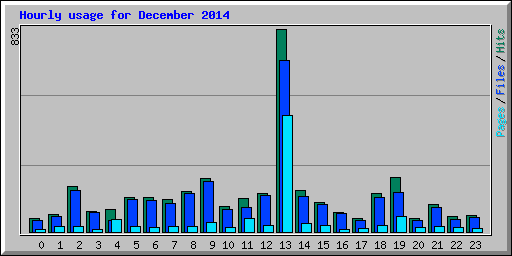 Hourly usage for December 2014
833
Pages/Files/Hits
0 1 2 3 4 5 6 7 8 9 10 11 12 13 14 15 16 17 18 19 20 21 22 23